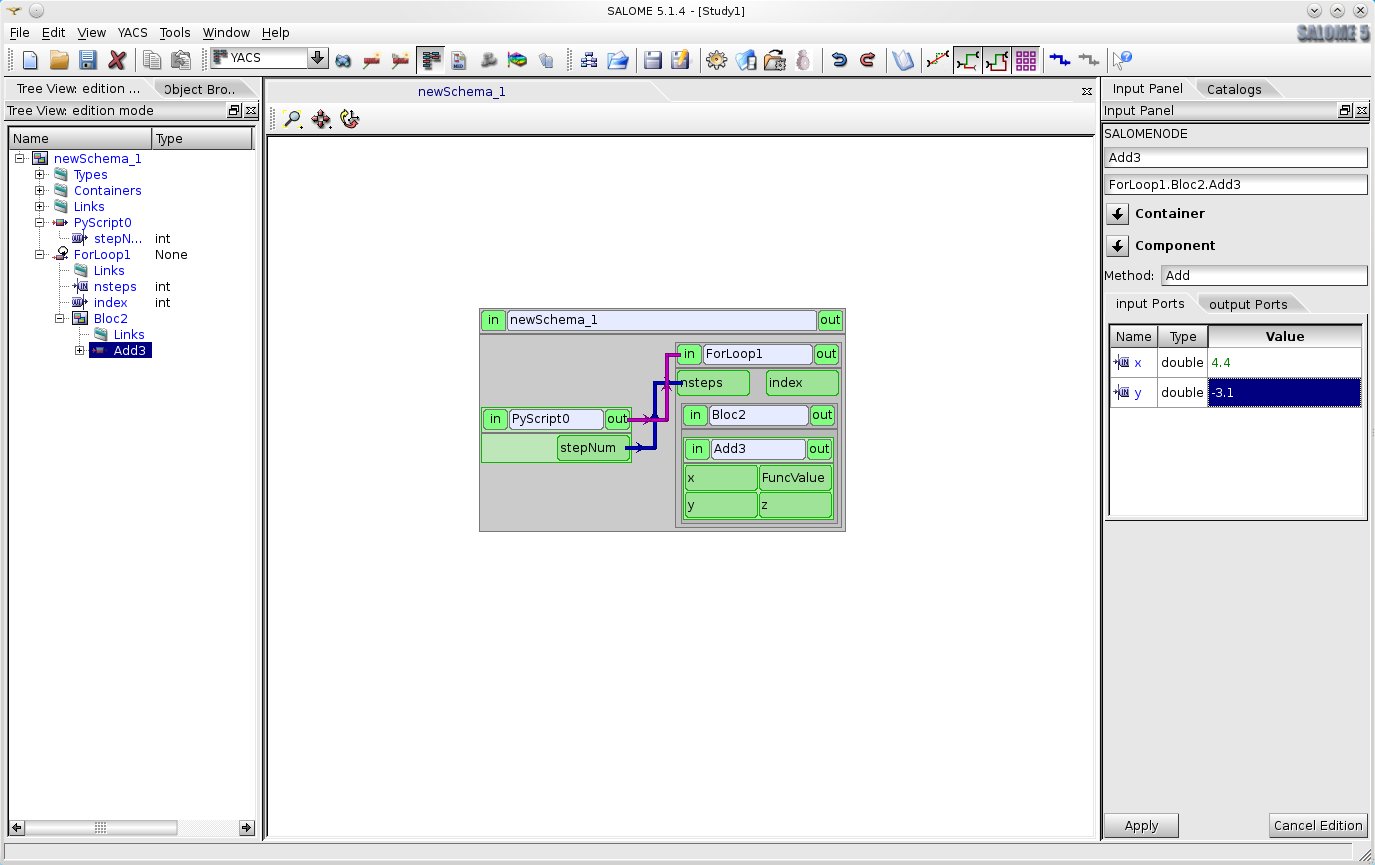 SALOME 5.1.4 - [Study1]
File Edit View YACS Tools Window Help
SALOME 5
YACS
Tree View: edition ... Object Bro..
Tree View: edition mode
Name Type
newSchema_1
Types
Containers
Links
PyScript0
stepN... int
ForLoop1 None
Links
nsteps int
index int
Bloc2
Links
Add3
newSchema_1
in newSchema_1 out
in ForLoop1 out
nsteps index
in PyScript0 out
stepNum
in Bloc2 out
in Add3 out
x FuncValue
y z
Input Panel Catalogs
Input Panel
SALOMENODE
Add3
ForLoop1.Bloc2.Add3
Container
Component
Method: Add
input Ports output Ports
Name Type Value
IN x double 4.4
IN y double -3.1
Apply Cancel Edition